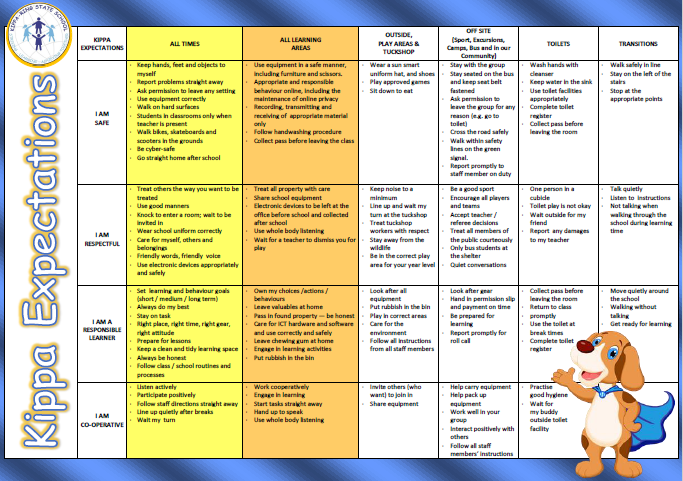 KIPPA-RING STATE SCHOOL
Kippa Expectations
KIPPA
EXPECTATIONS
ALL TIMES
ALL LEARNING
AREAS
OUTSIDE,
PLAY AREAS &
TUCKSHOP
OFF SITE
(Sport, Excursions,
Camps, Bus and in our
Community)
TOILETS
TRANSITIONS
I AM
SAFE
Keep hands, feet and objects to
myself
Report problems straight away
Ask permission to leave any setting
Use equipment correctly
Walk on hard surfaces
Students in classrooms only when
teacher is present
Walk bikes, skateboards and
scooters in the grounds
Be cyber-safe
Go straight home after school
Use equipment in a safe manner,
including furniture and scissors.
Appropriate and responsible
behaviour online, including the
maintenance of online privacy
Recording, transmitting and
receiving of appropriate material
only
Follow handwashing procedure
Collect pass before leaving the class
Wear a sun smart
uniform hat, and shoes
Play approved games
Sit down to eat
Stay with the group
Stay seated on the bus
and keep seat belt
fastened
Ask permission to
leave the group for any
reason (e.g. go to
toilet)
Cross the road safely
Walk within safety
lines on the green
signal.
Report promptly to
staff member on duty
Wash hands with
cleanser
Keep water in the sink
Use toilet facilities
appropriately
Complete toilet
register
Collect pass before
leaving the room
Walk safely in line
Stay on the left of the
stairs
Stop at the
appropriate points
I AM
RESPECTFUL
Treat others the way you want to be
treated
Use good manners
Knock to enter a room; wait to be
invited in
Wear school uniform correctly
Care for myself, others and
belongings
Friendly words, friendly voice
Use electronic devices appropriately
and safely
Treat all property with care
Share school equipment
Electronic devices to be left at the
office before school and collected
after school
Use whole body listening
Wait for a teacher to dismiss you for
play
Keep noise to a
minimum
Line up and wait my
turn at the tuckshop
Treat tuckshop
workers with respect
Stay away from the
wildlife
Be in the correct play
area for your year level
Be a good sport
Encourage all players
and teams
Accept teacher /
referee decisions
Treat all members of
the public courteously
Only bus students at
the shelter
Quiet conversations
One person in a
cubicle
Toilet play is not okay
Wait outside for my
friend
Report any damages
to my teacher
Talk quietly
Listen to instructions
Not talking when
walking through the
school during learning
time
I AM A
RESPONSIBLE
LEARNER
Set learning and behaviour goals
(short / medium / long term)
Always do my best
Stay on task
Right place, right time, right gear,
right attitude
Prepare for lessons
Keep a clean and tidy learning space
Always be honest
Follow class / school routines and
processes
Own my choices /actions /
behaviours
Leave valuables at home
Pass in found property — be honest
Care for ICT hardware and software
and use correctly and safely
Leave chewing gum at home
Engage in learning activities
Put rubbish in the bin
Look after all
equipment
Put rubbish in the bin
Play in correct areas
Care for the
environment
Follow all instructions
from all staff members
Look after gear
Hand in permission slip
and payment on time
Be prepared for
learning
Report promptly for
roll call
Collect pass before
leaving the room
Return to class
promptly
Use the toilet at
break times
Complete toilet
register
Move quietly around
the school
Walking without
talking
Get ready for learning
I AM
CO-OPERATIVE
Listen actively
Participate positively
Follow staff directions straight away
Line up quietly after breaks
Wait my turn
Work cooperatively
Engage in learning
Start tasks straight away
Hand up to speak
Use whole body listening
Invite others (who
want) to join in
Share equipment
Help carry equipment
Help pack up
equipment
Work well in your
group
Interact positively with
others
Follow all staff
members' instructions
Practise
good hygiene
Wait for
my buddy
outside toilet
facility